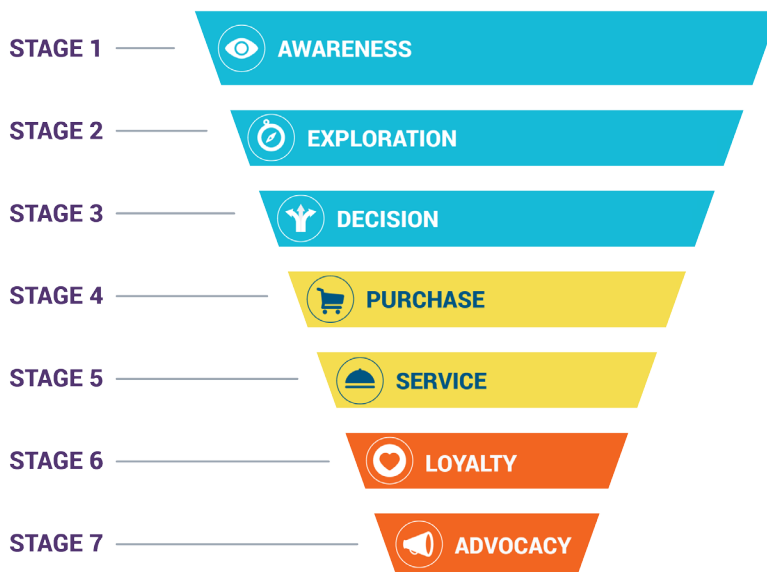 STAGE 1 AWARENESS
STAGE 2 EXPLORATION
STAGE 3 DECISION
STAGE 4 PURCHASE
STAGE 5 SERVICE
STAGE 6 LOYALTY
STAGE 7 ADVOCACY